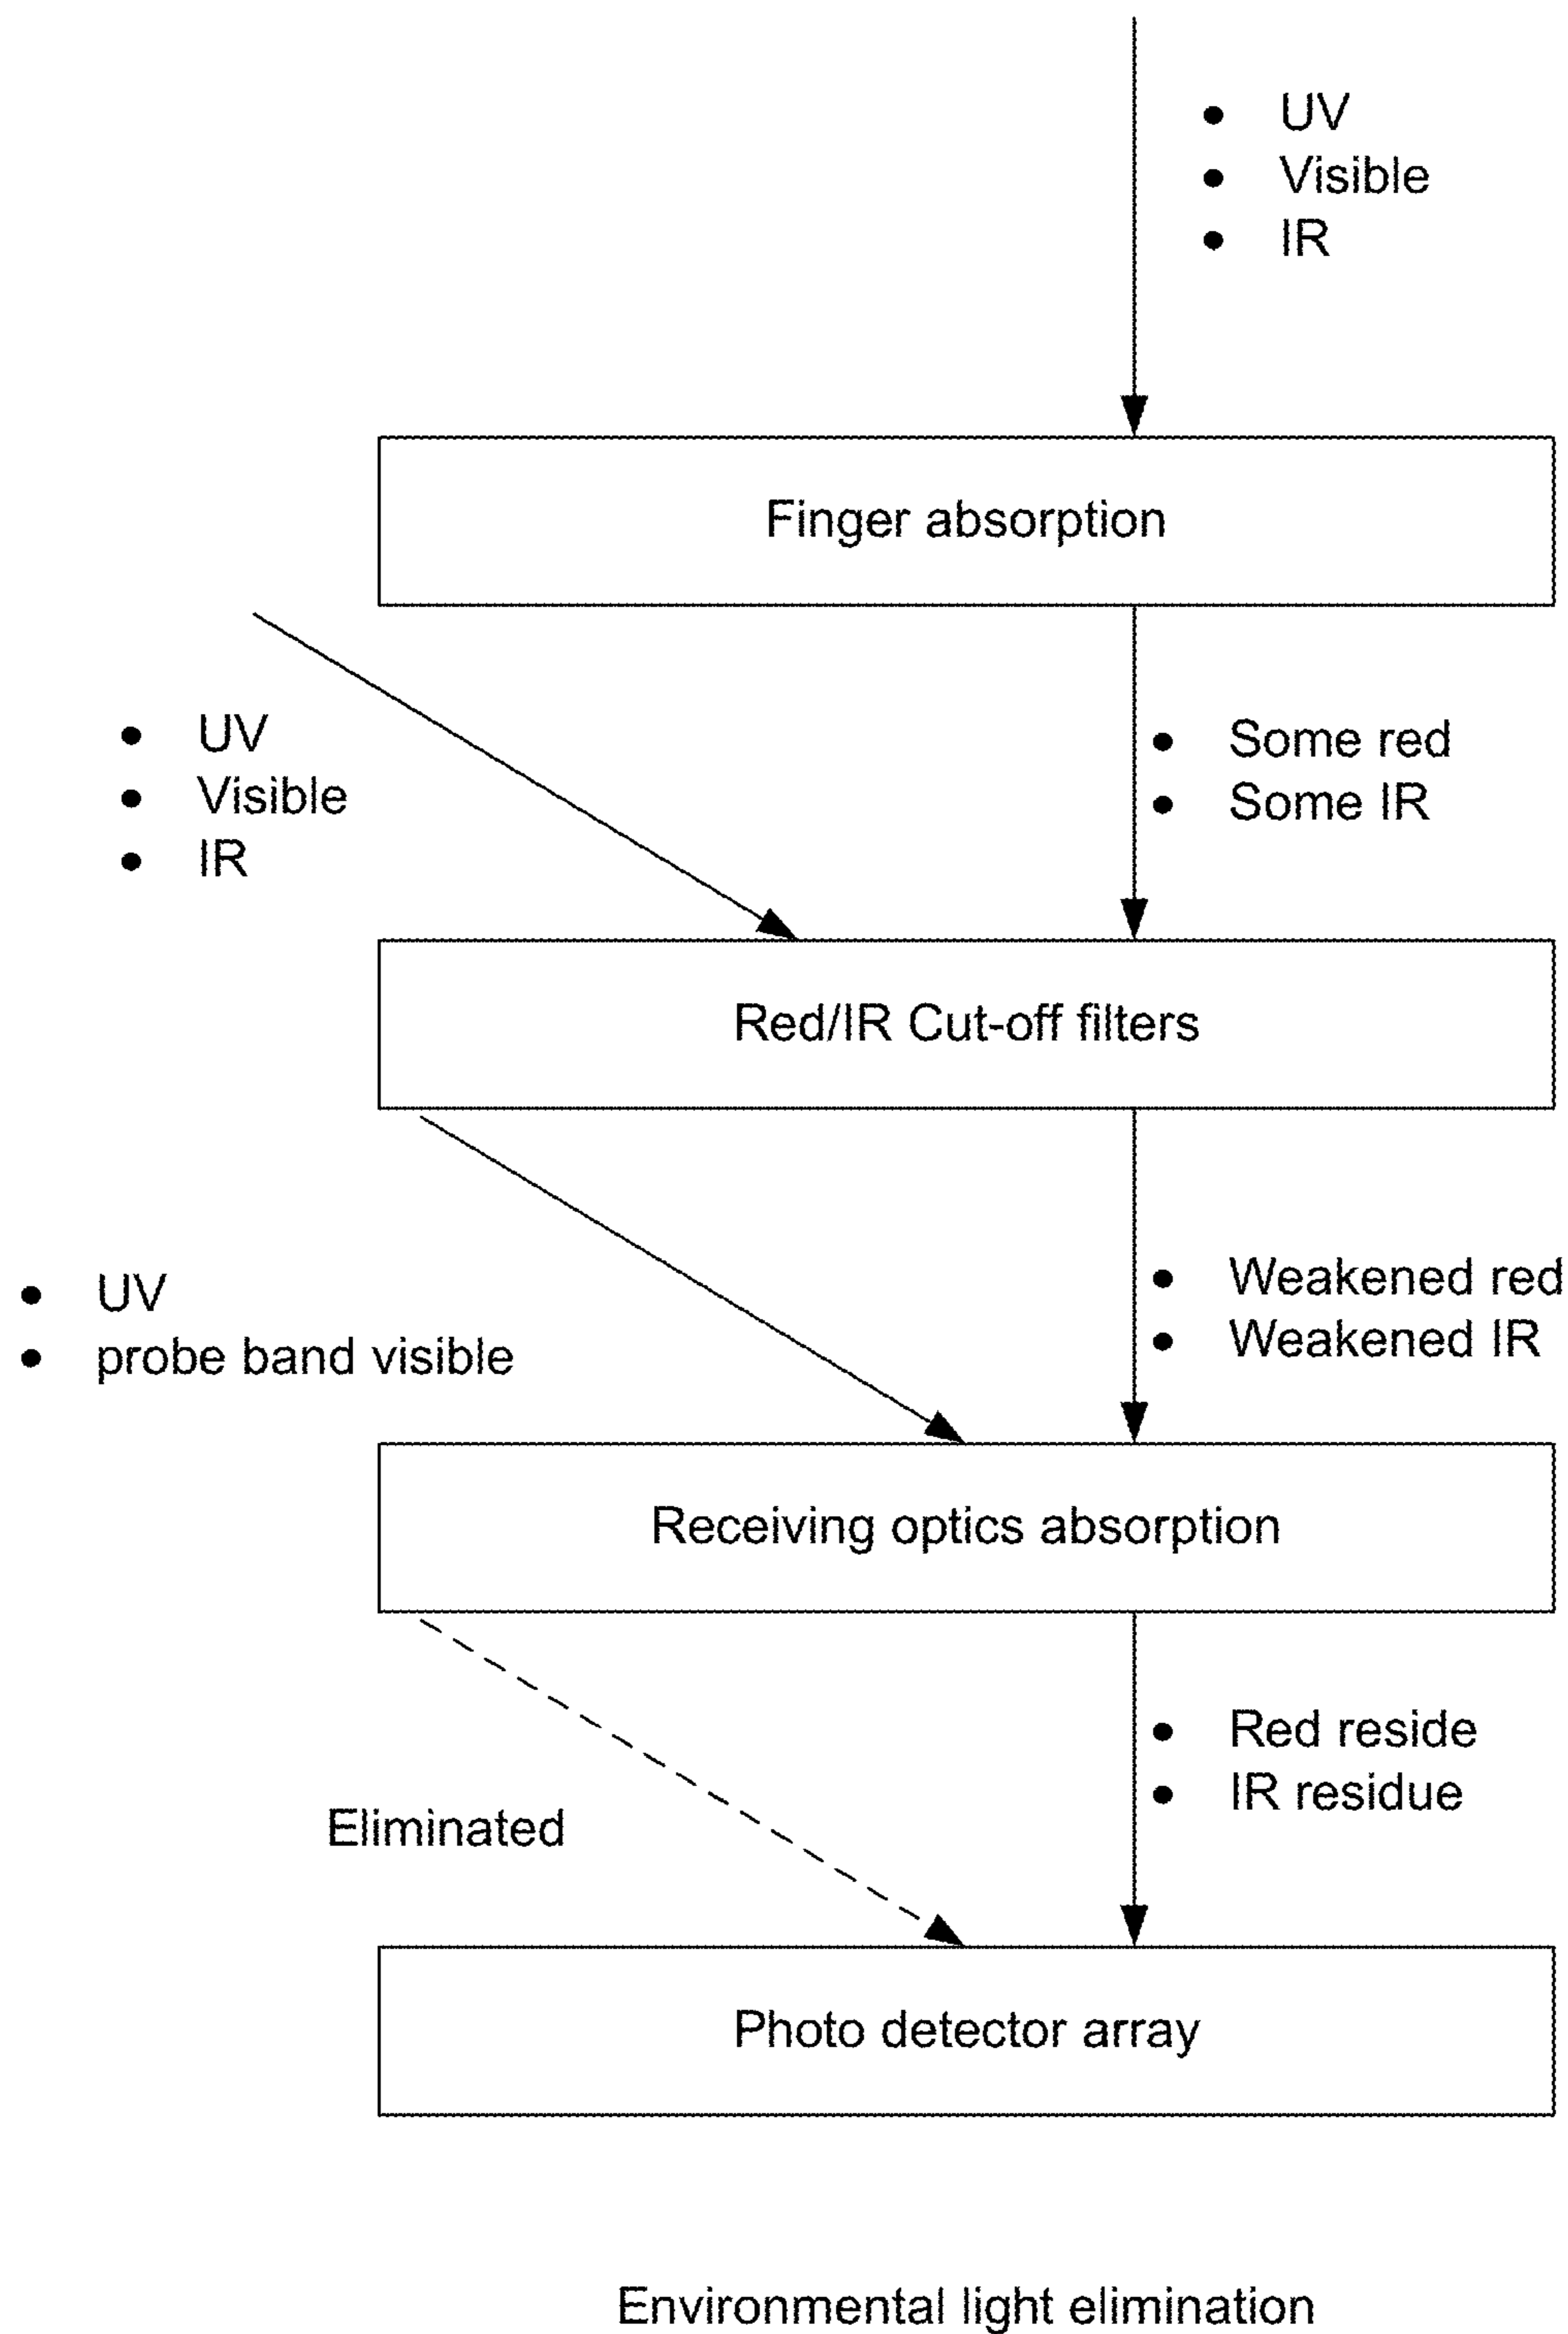 • UV
• Visible
• IR
Finger absorption
• UV
• Visible
• IR
• Some red
• Some IR
Red/IR Cut-off filters
• UV
• probe band visible
• Weakened red
• Weakened IR
Receiving optics absorption
Eliminated
• Red reside
• IR residue
Photo detector array
Environmental light elimination